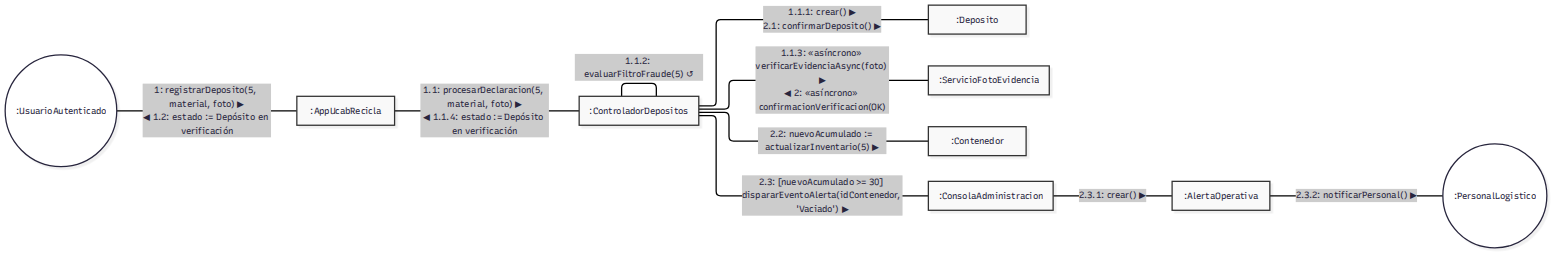 :UsuarioAutenticado
1: registrarDeposito(5,
material, foto) ▶
◀ 1.2: estado := Depósito en
verificación
:AppUcabRecicla
1.1: procesarDeclaracion(5,
material, foto) ▶
◀ 1.1.4: estado := Depósito
en verificación
1.1.2:
evaluarFiltroFraude(5) ↺
:ControladorDepositos
1.1.1: crear() ▶
2.1: confirmarDeposito() ▶
:Deposito
1.1.3: «asíncrono»
verificarEvidenciaAsync(foto)
▶
◀ 2: «asíncrono»
confirmacionVerificacion(OK)
:ServicioFotoEvidencia
2.2: nuevoAcumulado :=
actualizarInventario(5) ▶
:Contenedor
2.3: [nuevoAcumulado >= 30]
dispararEventoAlerta(idContenedor,
'Vaciado') ▶
:ConsolaAdministracion
2.3.1: crear() ▶
:AlertaOperativa
2.3.2: notificarPersonal() ▶
:PersonalLogistico